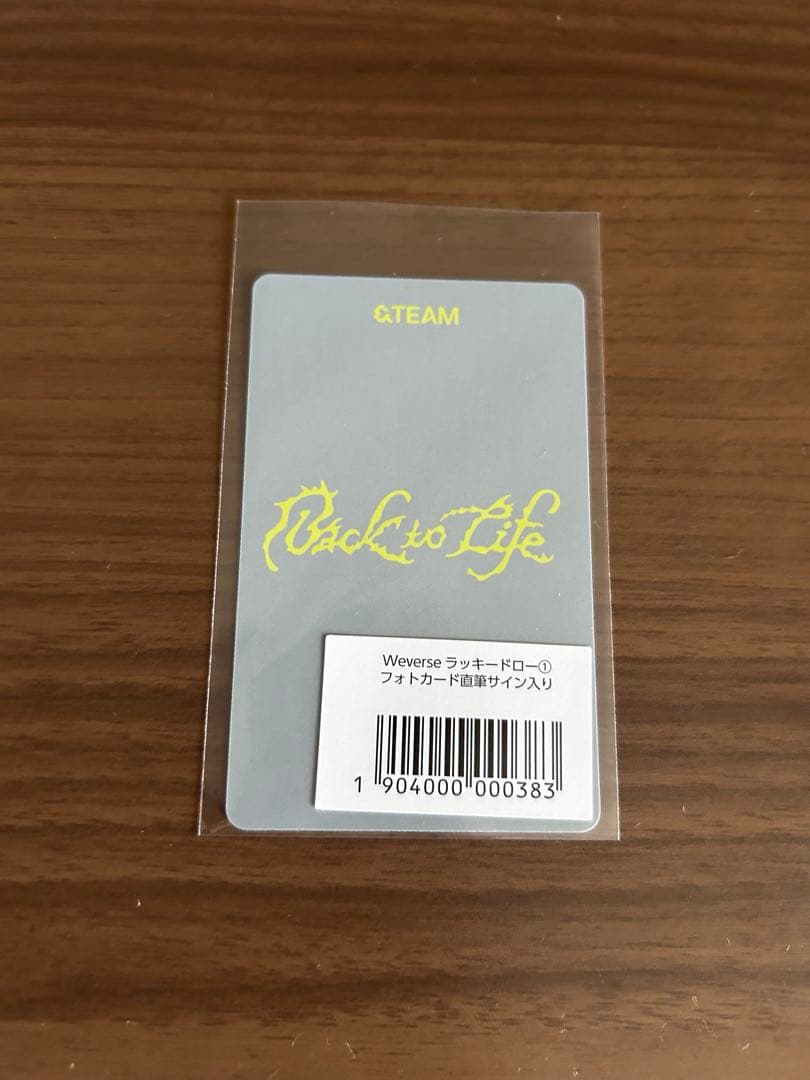 &TEAM
Back to Life
Weverse ラッキードロー①
フォトカード直筆サイン入り
1 904000 000383